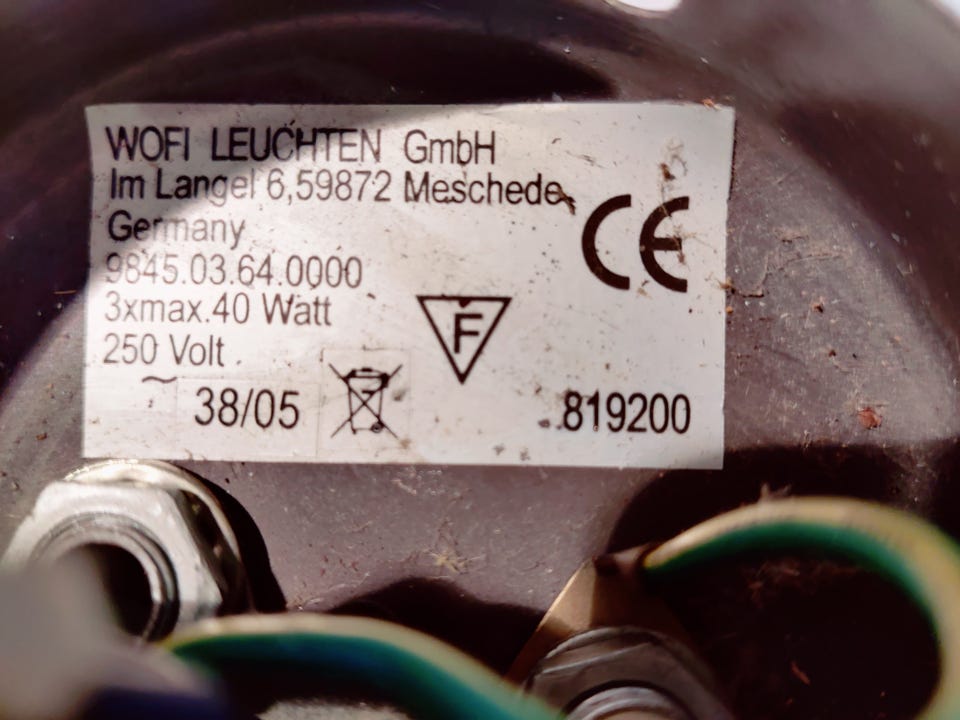 WOFI LEUCHTEN GmbH
Im Langel 6,59872 Meschede
Germany
9845.03.64.0000
3xmax.40 Watt
250 Volt
~
38/05
F
CE
819200